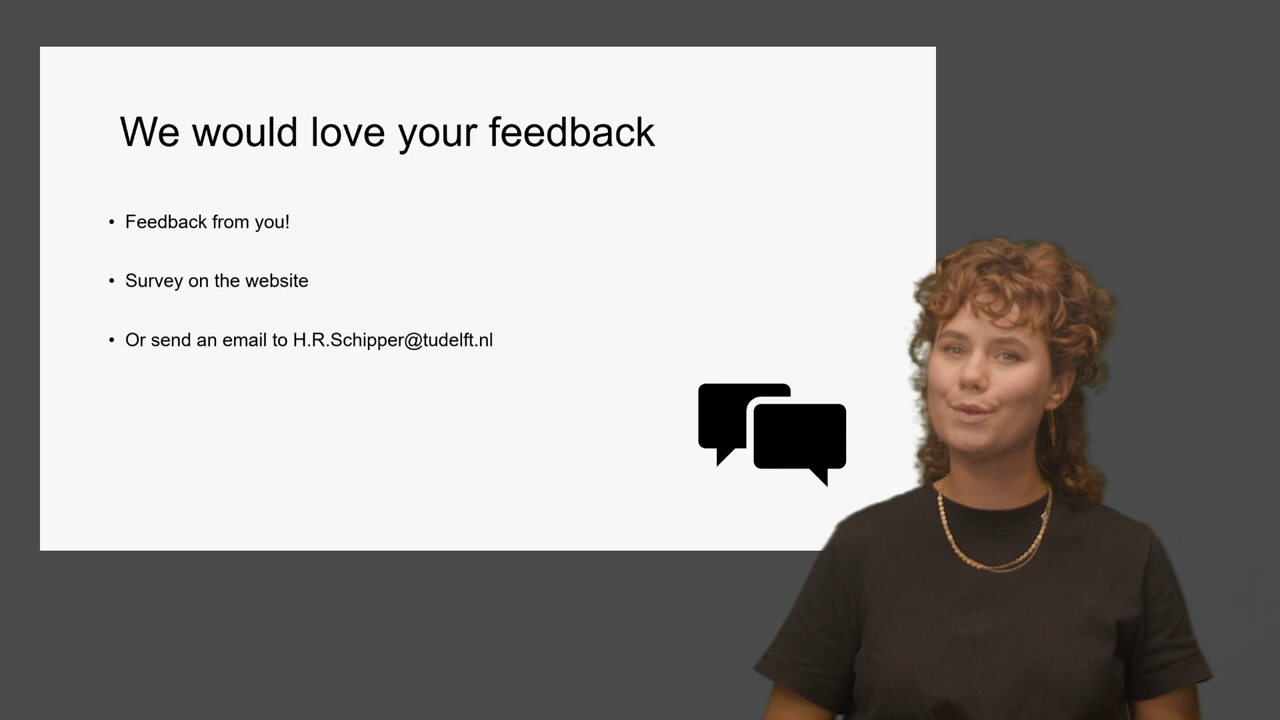 We would love your feedback
• Feedback from you!
• Survey on the website
• Or send an email to H.R.Schipper@tudelft.nl